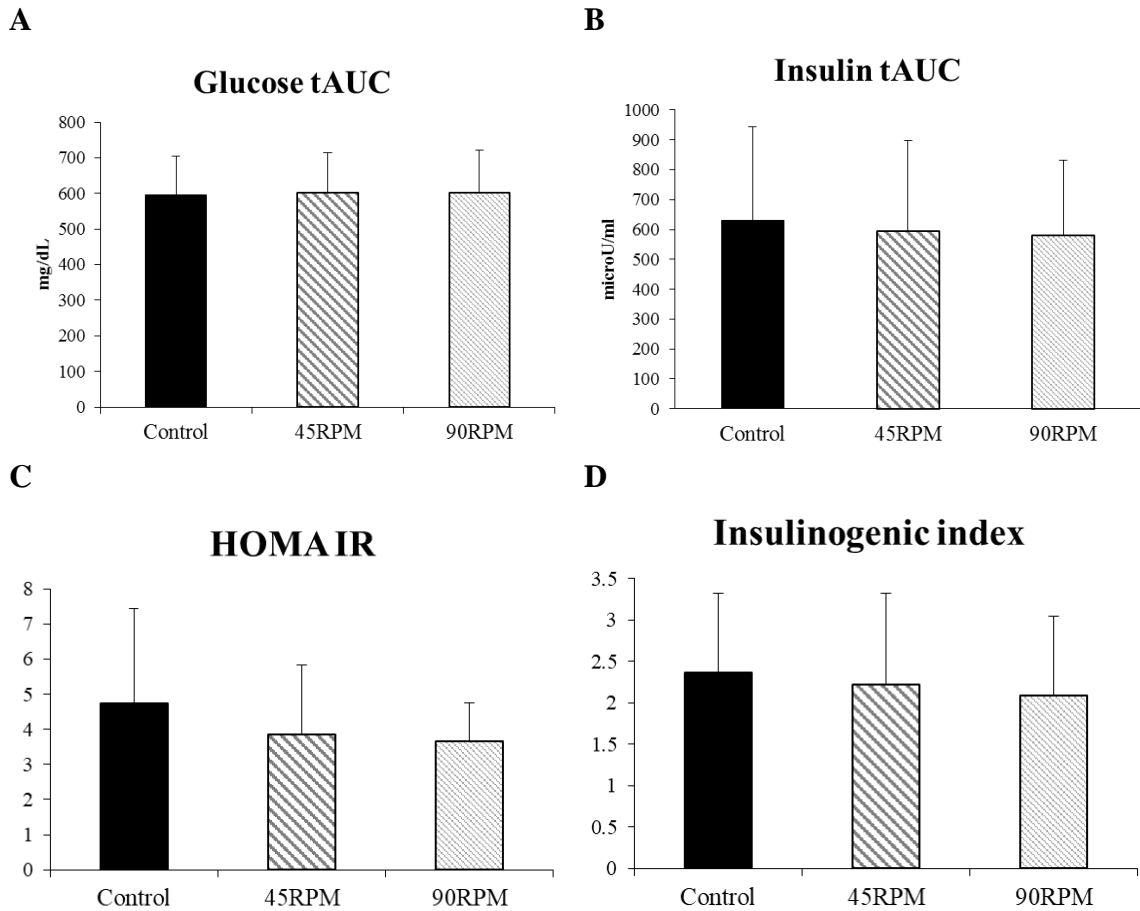 A
Glucose tAUC
mg/dL
800
700
600
500
400
300
200
100
0
Control 45RPM 90RPM
B
Insulin tAUC
microU/ml
1000
900
800
700
600
500
400
300
200
100
0
Control 45RPM 90RPM
C
HOMA IR
8
7
6
5
4
3
2
1
0
Control 45RPM 90RPM
D
Insulinogenic index
3.5
3
2.5
2
1.5
1
0.5
0
Control 45RPM 90RPM